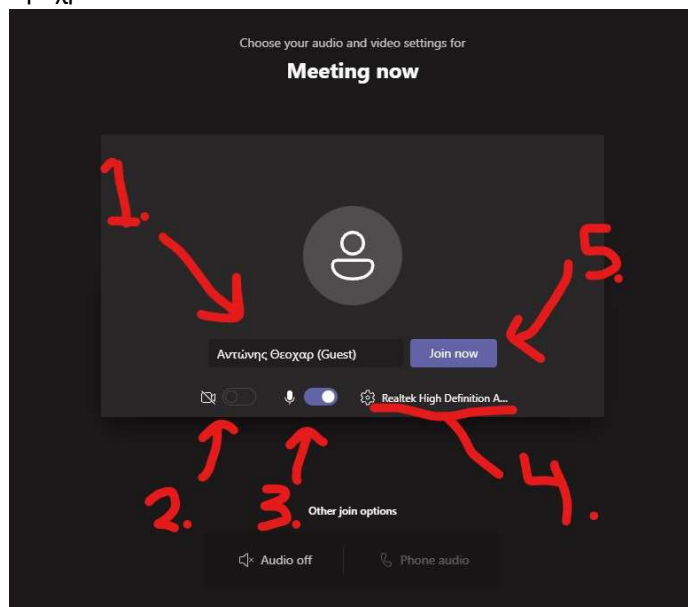 Choose your audio and video settings for
Meeting now
1.
5.
Αντώνης Θεοχαρ (Guest)
Join now
Realtek High Definition A...
2.
3.
4.
Other join options
Audio off
Phone audio